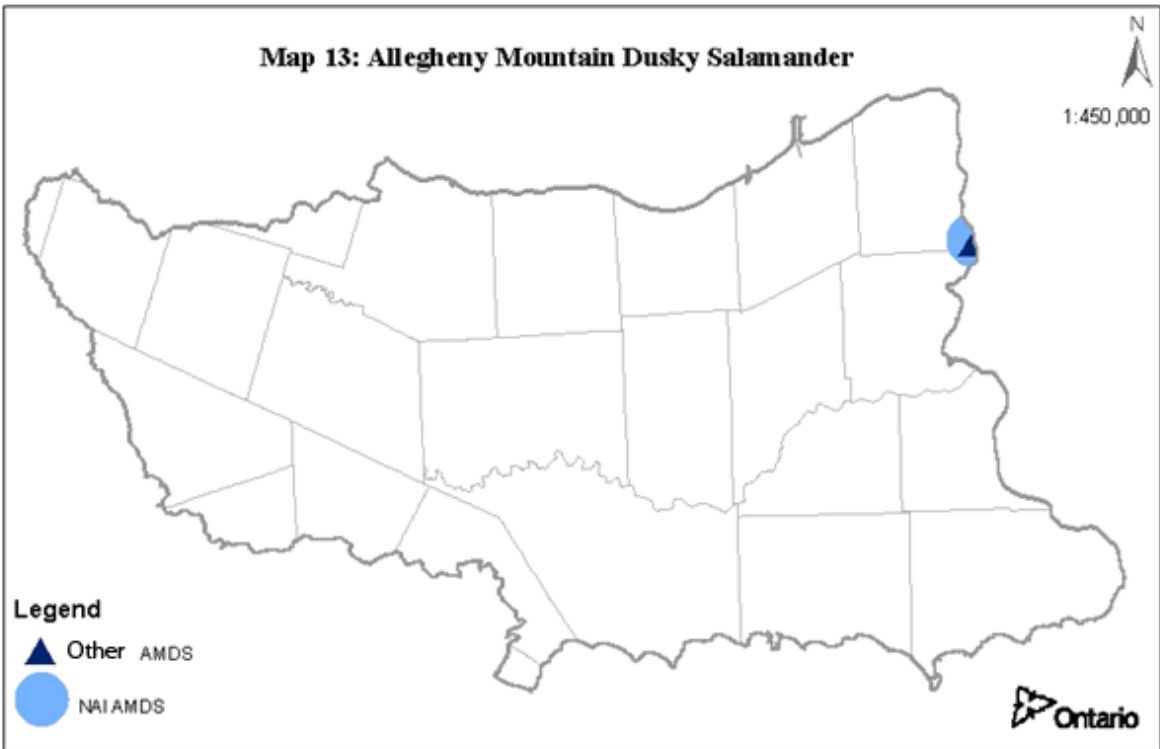 Map 13: Allegheny Mountain Dusky Salamander
N
1:450,000
Legend
Other AMDS
NAI AMDS
Ontario